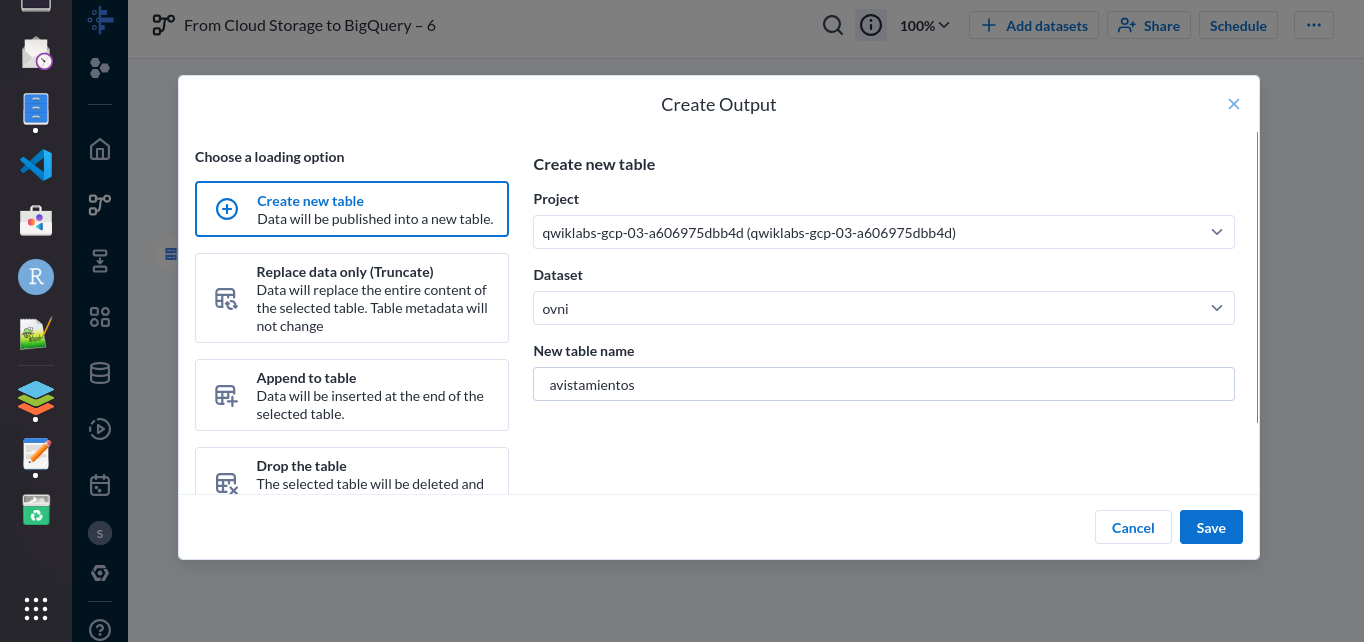 From Cloud Storage to BigQuery – 6
100%
Add datasets
Share
Schedule
Create Output
Choose a loading option
Create new table
Data will be published into a new table.
Replace data only (Truncate)
Data will replace the entire content of
the selected table. Table metadata will
not change
Append to table
Data will be inserted at the end of the
selected table.
Drop the table
The selected table will be deleted and
Create new table
Project
qwiklabs-gcp-03-a606975dbb4d (qwiklabs-gcp-03-a606975dbb4d)
Dataset
ovni
New table name
avistamientos
Cancel
Save
R
S